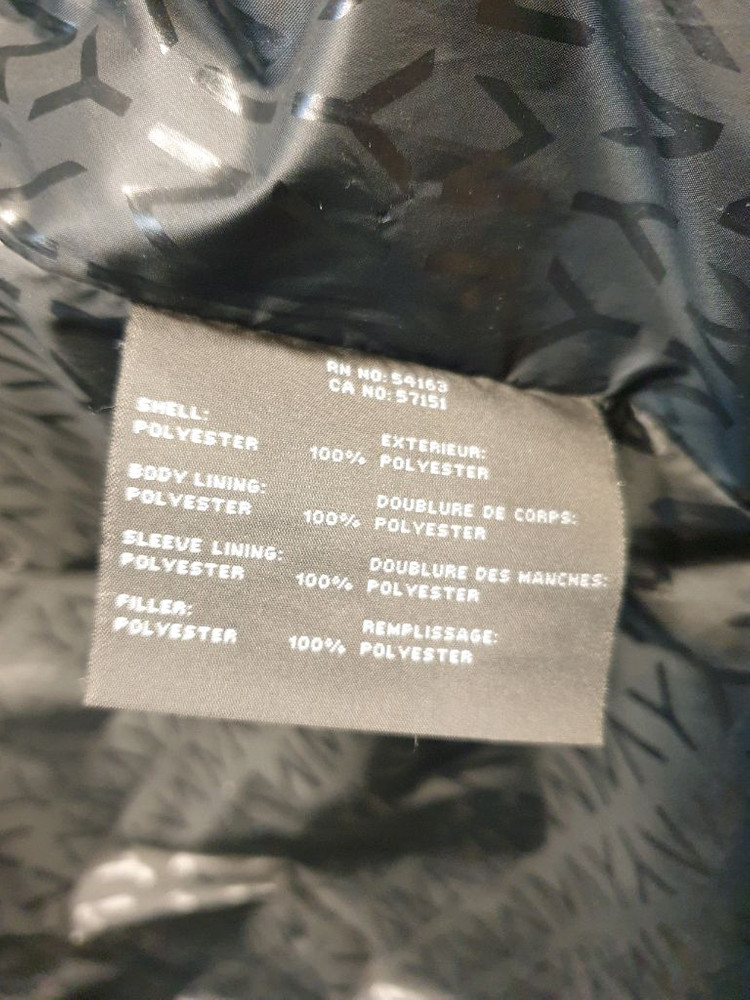 RN NO: 54163
CA NO: 57151
SHELL: EXTERIEUR:
POLYESTER 100% POLYESTER
BODY LINING: DOUBLURE DE CORPS:
POLYESTER 100% POLYESTER
SLEEVE LINING: DOUBLURE DES MANCHES:
POLYESTER 100% POLYESTER
FILLER: REMPLISSAGE:
POLYESTER 100% POLYESTER